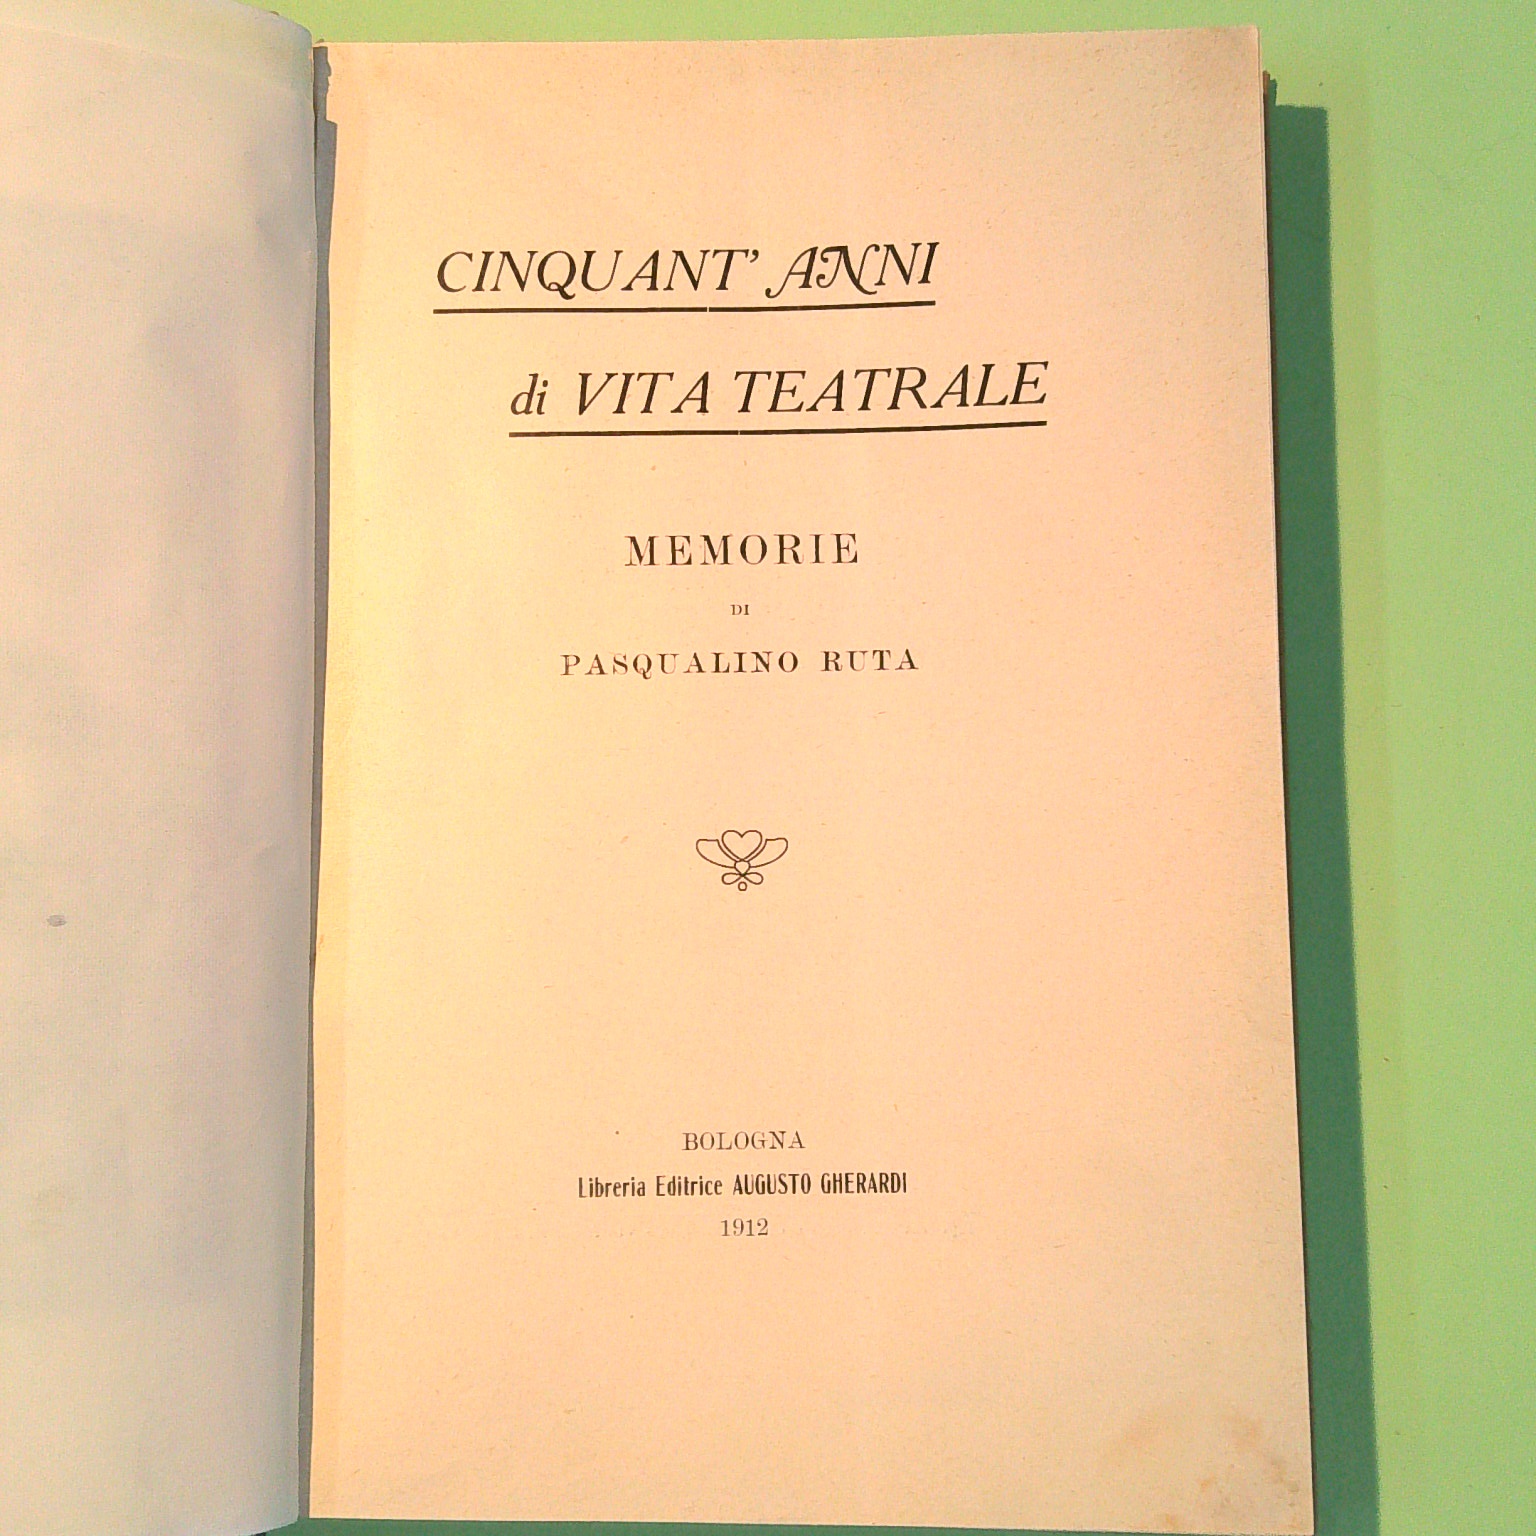 CINQUANT' ANNI
di VITA TEATRALE
MEMORIE
DI
PASQUALINO RUTA
BOLOGNA
Libreria Editrice AUGUSTO GHERARDI
1912